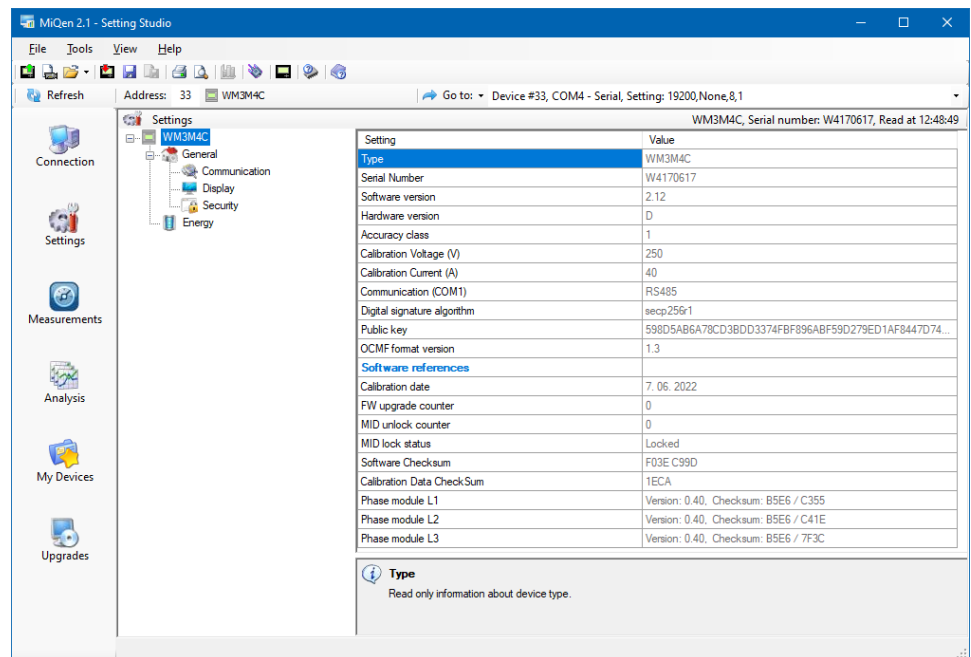 MiQen 2.1 - Setting Studio
File Tools View Help
Refresh Address: 33 WM3M4C Go to: Device #33, COM4 - Serial, Setting: 19200,None,8,1
Settings WM3M4C, Serial number: W4170617, Read at 12:48:49
Connection
Settings
Measurements
Analysis
My Devices
Upgrades
WM3M4C
General
Communication
Display
Security
Energy
Setting Value
Type WM3M4C
Serial Number W4170617
Software version 2.12
Hardware version D
Accuracy class 1
Calibration Voltage (V) 250
Calibration Current (A) 40
Communication (COM1) RS485
Digital signature algorithm secp256r1
Public key 598D5AB6A78CD3BDD3374FBF896ABF59D279ED1AF8447D74...
OCMF format version 1.3
Software references
Calibration date 7. 06. 2022
FW upgrade counter 0
MID unlock counter 0
MID lock status Locked
Software Checksum F03E C99D
Calibration Data CheckSum 1ECA
Phase module L1 Version: 0.40, Checksum: B5E6 / C355
Phase module L2 Version: 0.40, Checksum: B5E6 / C41E
Phase module L3 Version: 0.40, Checksum: B5E6 / 7F3C
Type
Read only information about device type.